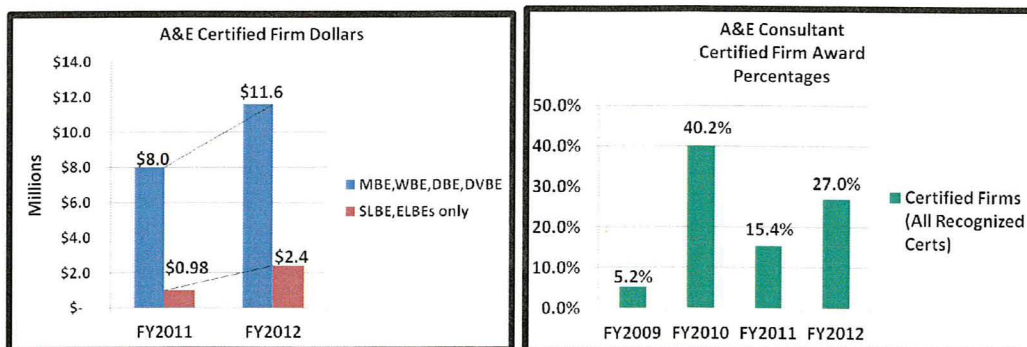 A&E Certified Firm Dollars
$14.0
$12.0
$10.0
$8.0
$6.0
$4.0
$2.0
$-
Millions
$8.0
$0.98
$11.6
$2.4
FY2011
FY2012
MBE,WBE,DBE,DVBE
SLBE,ELBEs only
A&E Consultant
Certified Firm Award
Percentages
50.0%
40.0%
30.0%
20.0%
10.0%
0.0%
5.2%
40.2%
15.4%
27.0%
FY2009
FY2010
FY2011
FY2012
Certified Firms
(All Recognized
Certs)